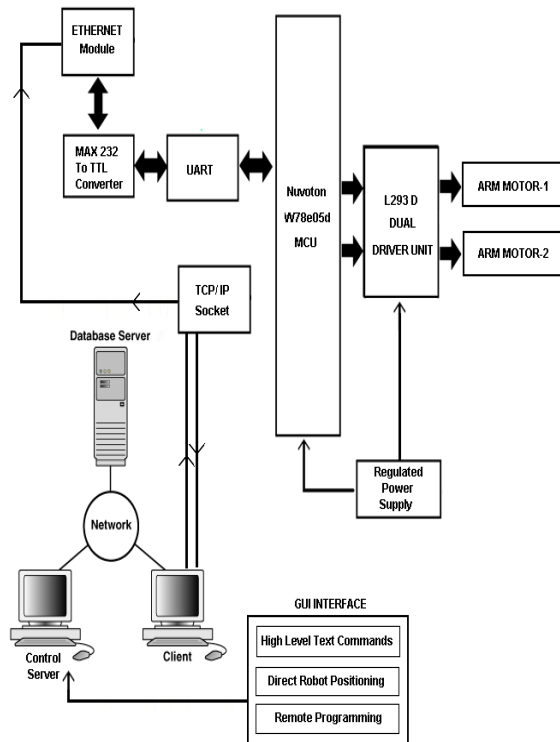 ETHERNET
Module
MAX 232
To TTL
Converter
UART
Nuvoton
W78e05d
MCU
L293 D
DUAL
DRIVER UNIT
ARM MOTOR-1
ARM MOTOR-2
TCP/ IP
Socket
Database Server
Regulated
Power
Supply
Network
Control
Server
Client
GUI INTERFACE
High Level Text Commands
Direct Robot Positioning
Remote Programming